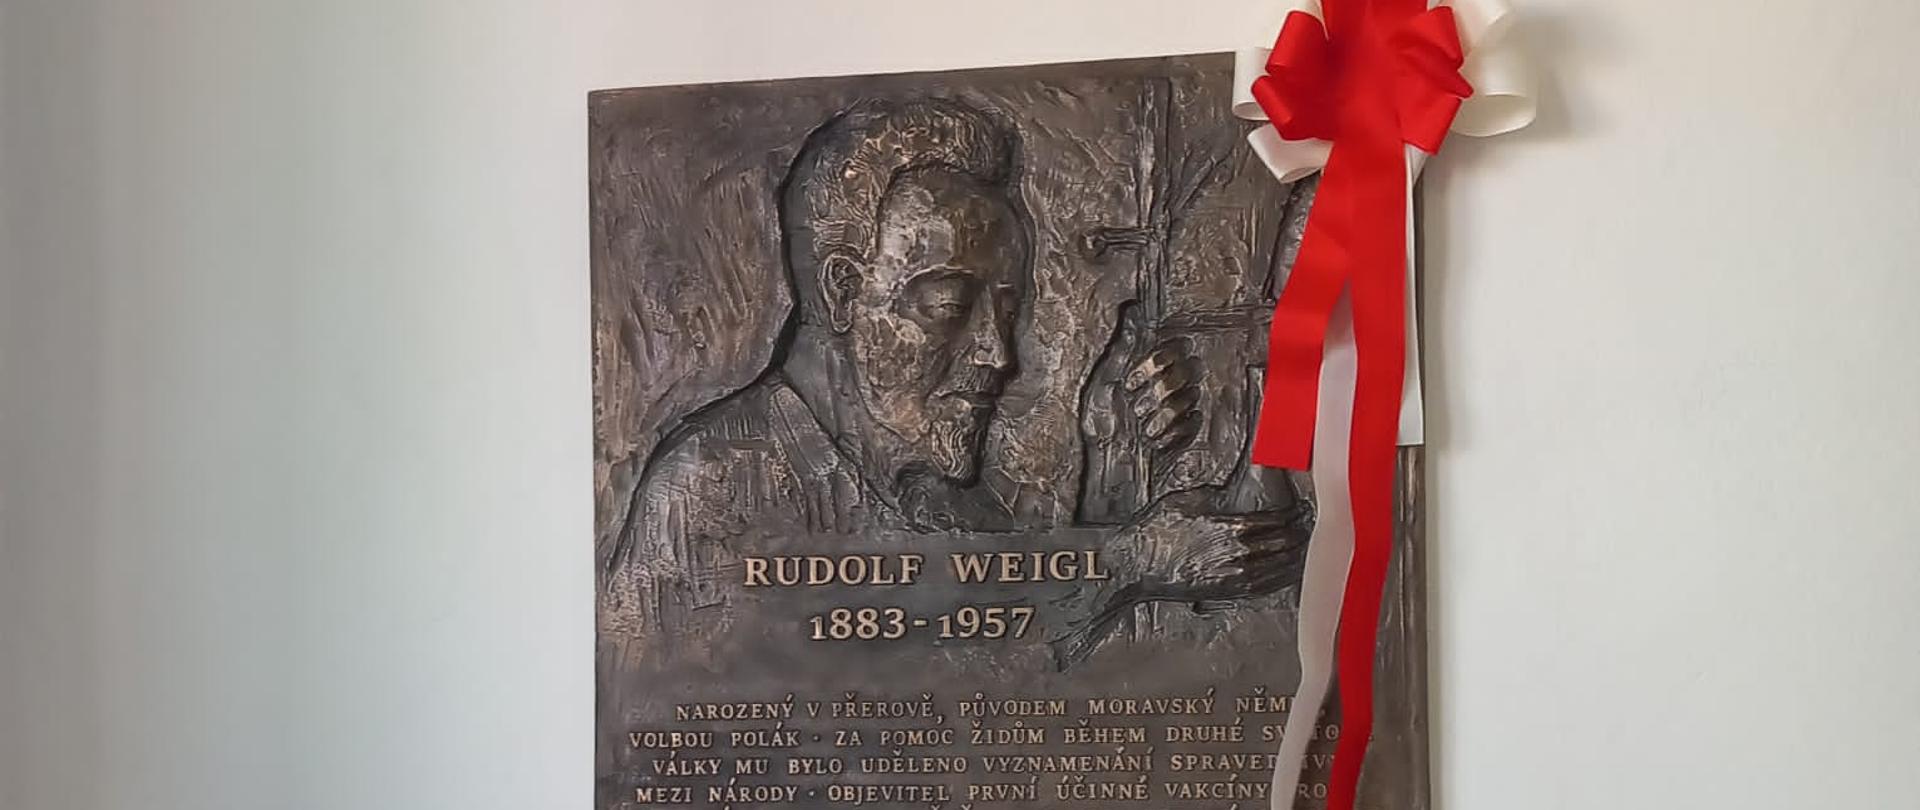 RUDOLF WEIGL
1883-1957
NAROZENÝ V PŘEROVĚ, PŮVODEM MORAVSKÝ
VOLBOU POLÁK · ZA POMOC ŽIDŮM BĚHEM DRUHÉ
VÁLKY MU BYLO UDĚLENO VYZNAMENÁNÍ
MEZI NÁRODY · OBJEVITEL PRVNÍ ÚČINNÉ VAKCÍNY